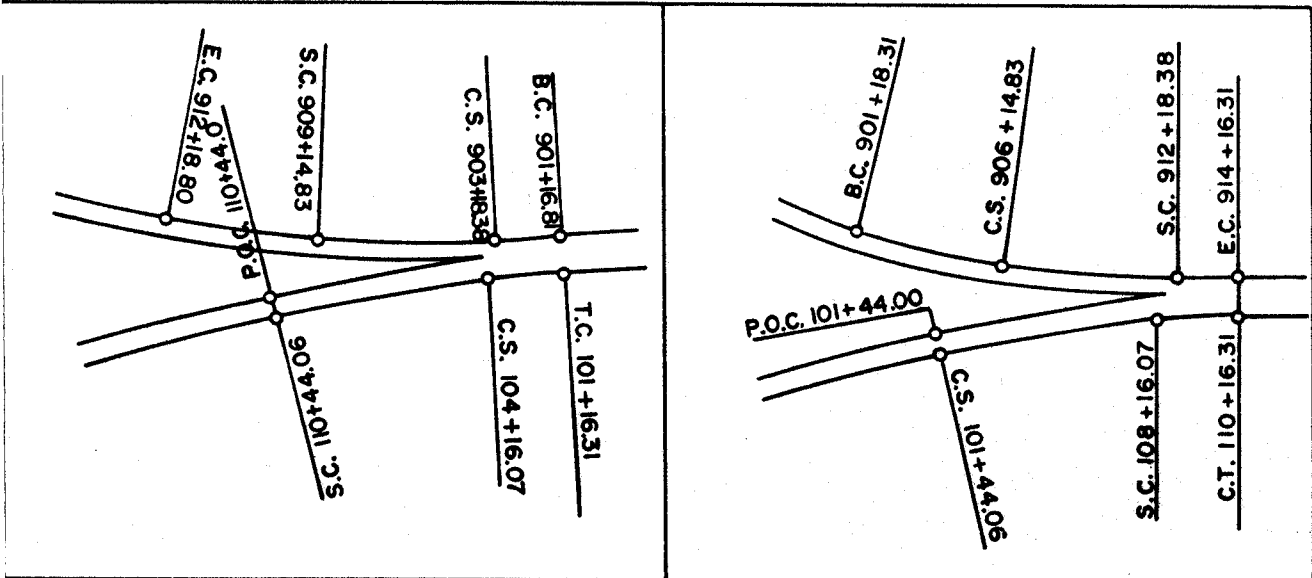 E.C. 912+18.80
P.O.C. 110+44.0
S.C. 909+14.83
C.S. 903+18.38
B.C. 901+16.81
S.C. 110+44.06
C.S. 104+16.07
T.C. 101+16.31
B.C. 901+18.31
C.S. 906+14.83
S.C. 912+18.38
E.C. 914+16.31
P.O.C. 101+44.00
C.S. 101+44.06
S.C. 108+16.07
C.T. 110+16.31